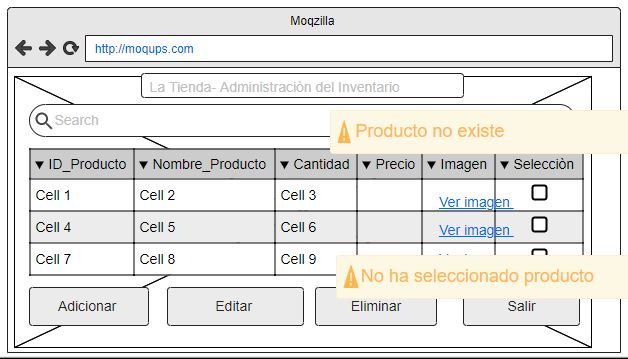 Moqzilla
http://moqups.com
La Tienda- Administraciòn del Inventario
Search
Producto no existe
ID_Producto Nombre_Producto Cantidad Precio Imagen Selecciòn
Cell 1 Cell 2 Cell 3 Ver imagen
Cell 4 Cell 5 Cell 6 Ver imagen
Cell 7 Cell 8 Cell 9
No ha seleccionado producto
Adicionar Editar Eliminar Salir